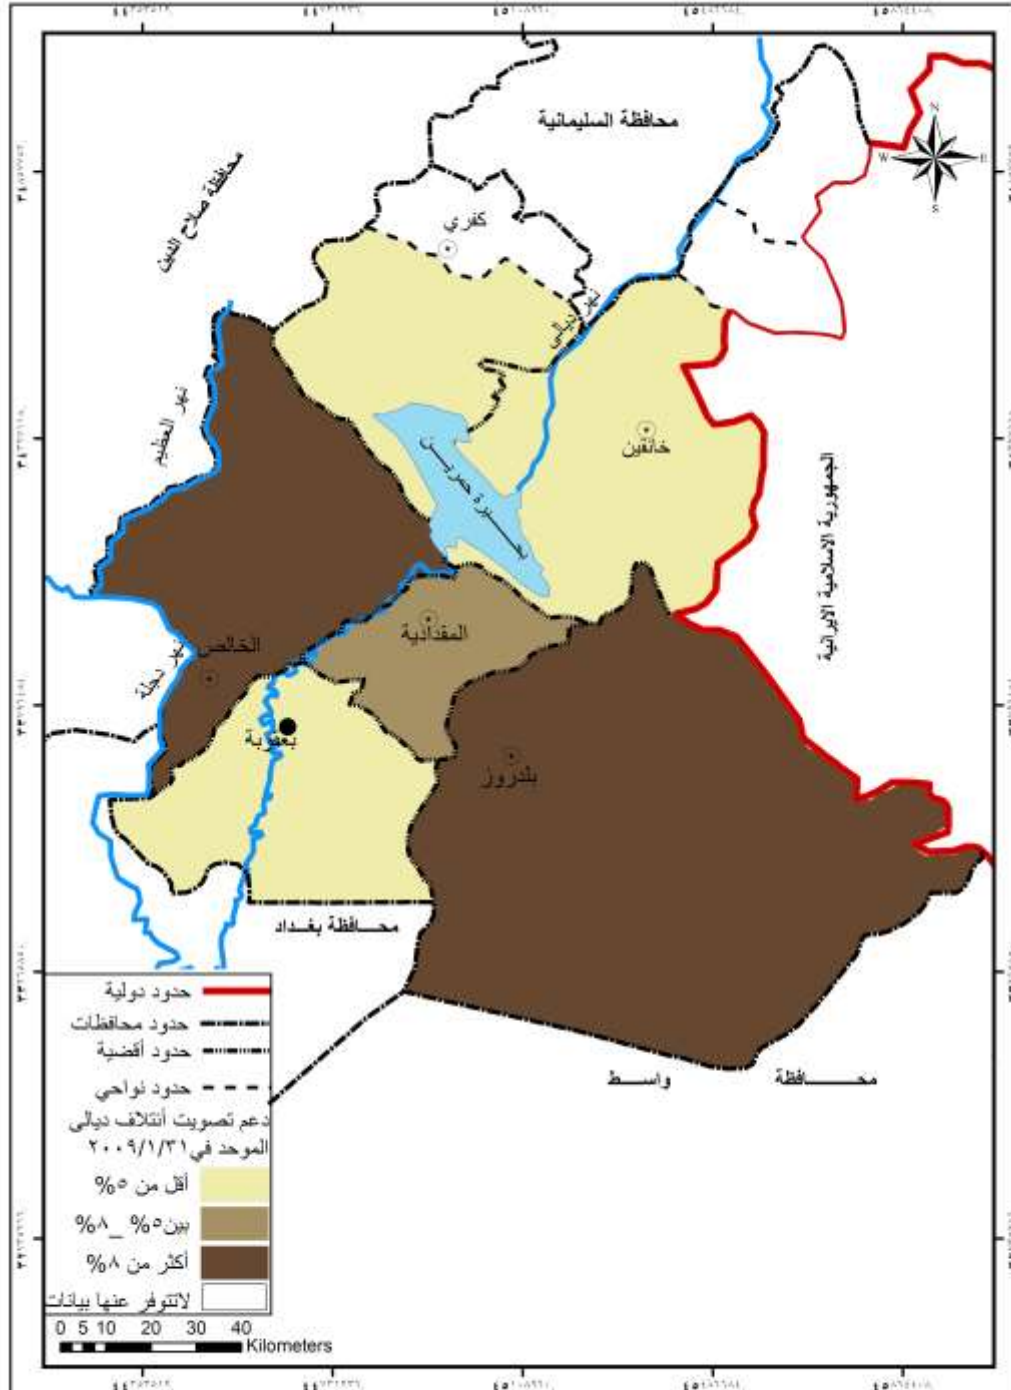 محافظة السليمانية
N
W
E
S
محافظة صلاح الدين
كفري
نهر ديالى
خانقين
نهر العظيم
بحيرة حمرين
الجمهورية الاسلامية الايرانية
المقدادية
الخالص
نهر دجلة
بعقوبة
بلدروز
محافظة بغداد
محافظة واسط
حدود دولية
حدود محافظات
حدود أقضية
حدود نواحي
دعم تصويت أئتلاف ديالى
الموحد في ٢٠٠٩/١/٣١
أقل من ٥%
بين٥% _٨%
أكثر من ٨%
لاتتوفر عنها بيانات
0 5 10 20 30 40
Kilometers